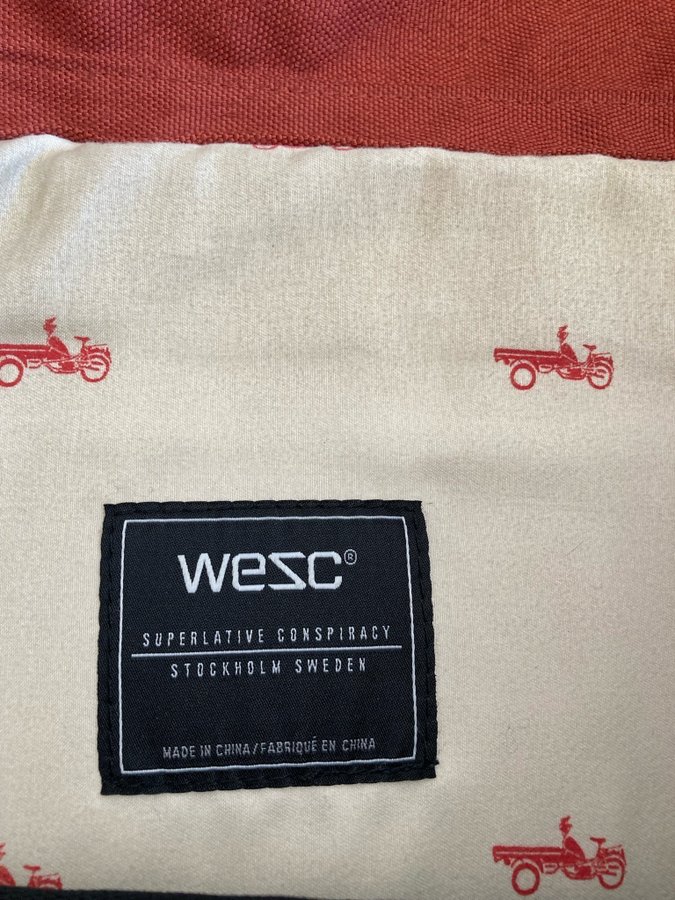 wesc®
SUPERLATIVE CONSPIRACY
STOCKHOLM SWEDEN
MADE IN CHINA/FABRIQUÉ EN CHINA